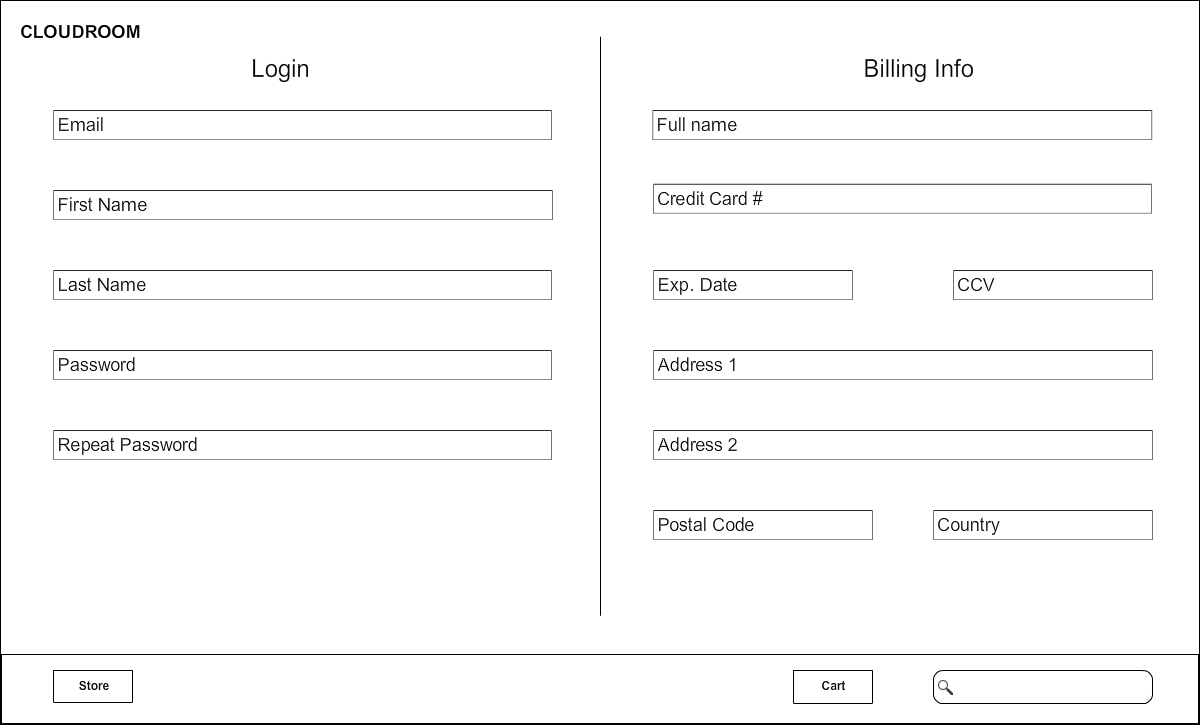 CLOUDROOM
Login
Email
First Name
Last Name
Password
Repeat Password
Billing Info
Full name
Credit Card #
Exp. Date
CCV
Address 1
Address 2
Postal Code
Country
Store
Cart